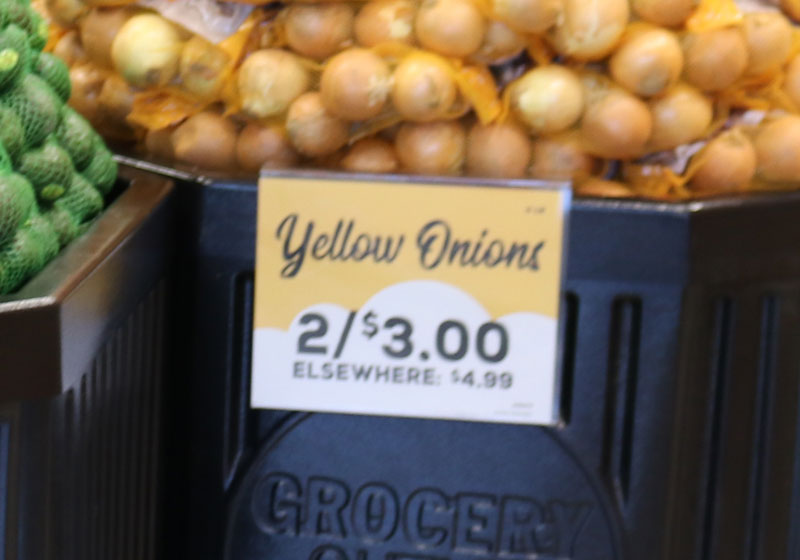 Yellow Onions
2/$3.00
ELSEWHERE: $4.99
GROCERY